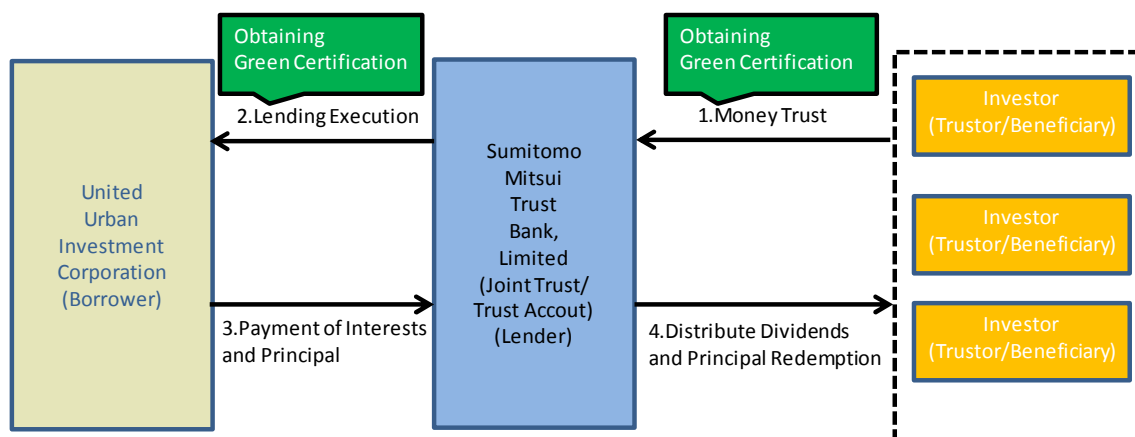 Obtaining
Green Certification
Obtaining
Green Certification
2.Lending Execution
1.Money Trust
United
Urban
Investment
Corporation
(Borrower)
Sumitomo
Mitsui
Trust
Bank,
Limited
(Joint Trust/
Trust Accout)
(Lender)
Investor
(Trustor/Beneficiary)
Investor
(Trustor/Beneficiary)
Investor
(Trustor/Beneficiary)
3.Payment of Interests
and Principal
4.Distribute Dividends
and Principal Redemption